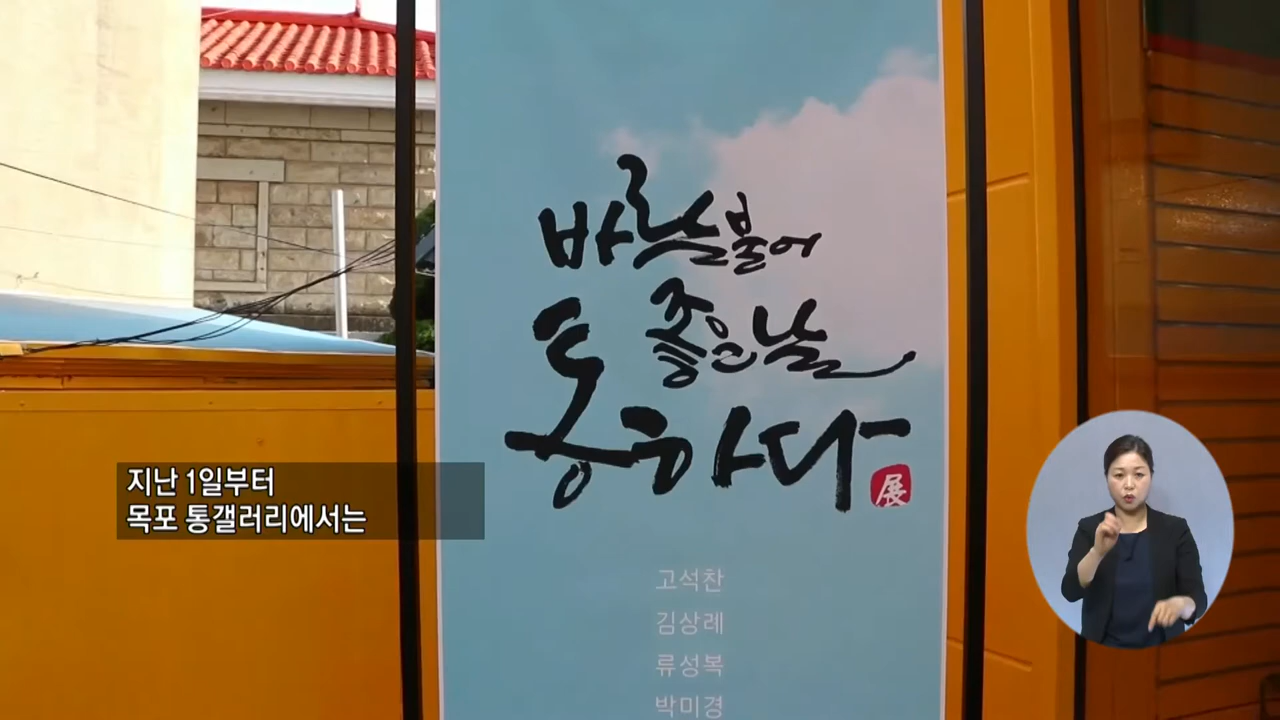 바람불어
좋은날
통하다
展
고석찬
김상례
류성복
박미경
지난 1일부터
목포 통갤러리에서는